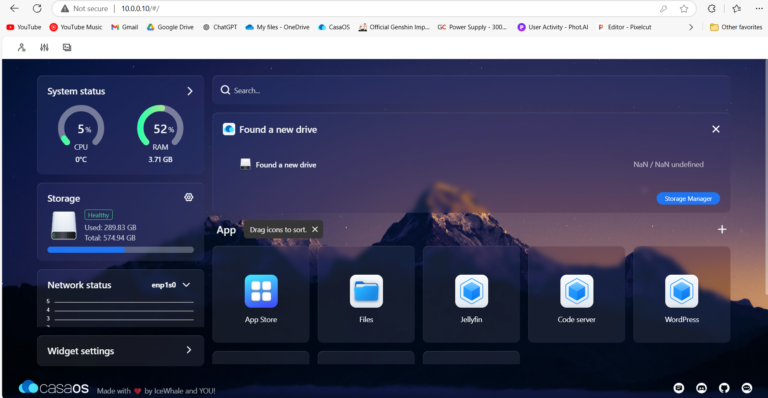 Not secure
10.0.0.10/#/
YouTube
YouTube Music
Gmail
Google Drive
ChatGPT
My files - OneDrive
CasaOS
Official Genshin Imp...
GC Power Supply - 300...
User Activity - Phot.AI
Editor - Pixelcut
Other favorites
System status
5%
CPU
0°C
52%
RAM
3.71 GB
Storage
Healthy
Used: 289.83 GB
Total: 574.94 GB
Network status
enp1s0
5
4
3
2
Widget settings
Search...
Found a new drive
Found a new drive
NaN / NaN undefined
Storage Manager
App
Drag icons to sort.
App Store
Files
Jellyfin
Code server
WordPress
casaos
Made with ❤ by IceWhale and YOU!